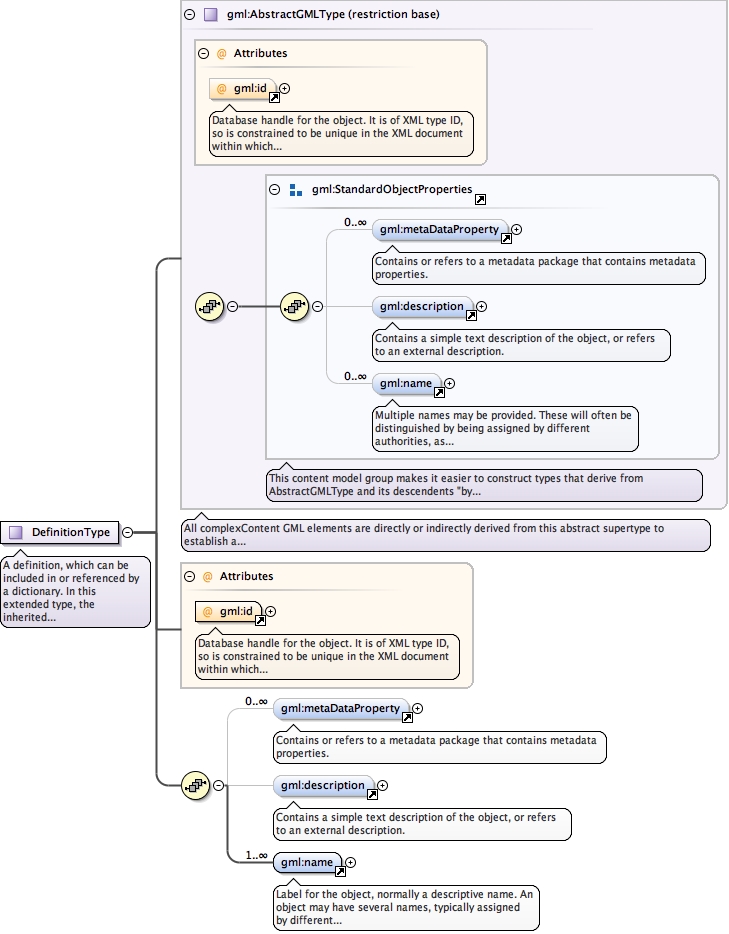 gml:AbstractGMLType (restriction base)
@ Attributes
@ gml:id
Database handle for the object. It is of XML type ID,
so is constrained to be unique in the XML document
within which...
gml:StandardObjectProperties
0..∞
gml:metaDataProperty
Contains or refers to a metadata package that contains metadata
properties.
gml:description
Contains a simple text description of the object, or refers
to an external description.
0..∞
gml:name
Multiple names may be provided. These will often be
distinguished by being assigned by different
authorities, as...
This content model group makes it easier to construct types that derive from
AbstractGMLType and its descendents "by...
All complexContent GML elements are directly or indirectly derived from this abstract supertype to
establish a...
DefinitionType
A definition, which can be
included in or referenced by
a dictionary. In this
extended type, the
inherited...
@ Attributes
@ gml:id
Database handle for the object. It is of XML type ID,
so is constrained to be unique in the XML document
within which...
0..∞
gml:metaDataProperty
Contains or refers to a metadata package that contains metadata
properties.
gml:description
Contains a simple text description of the object, or refers
to an external description.
1..∞
gml:name
Label for the object, normally a descriptive name. An
object may have several names, typically assigned
by different...